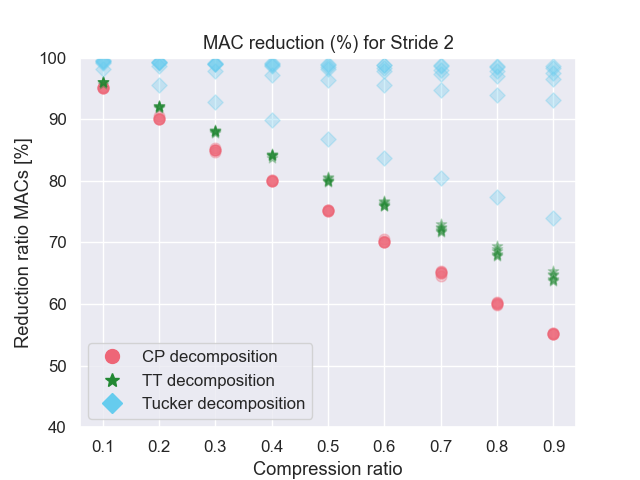 MAC reduction (%) for Stride 2
Reduction ratio MACs [%]
100
90
80
70
60
50
40
CP decomposition
TT decomposition
Tucker decomposition
0.1 0.2 0.3 0.4 0.5 0.6 0.7 0.8 0.9
Compression ratio